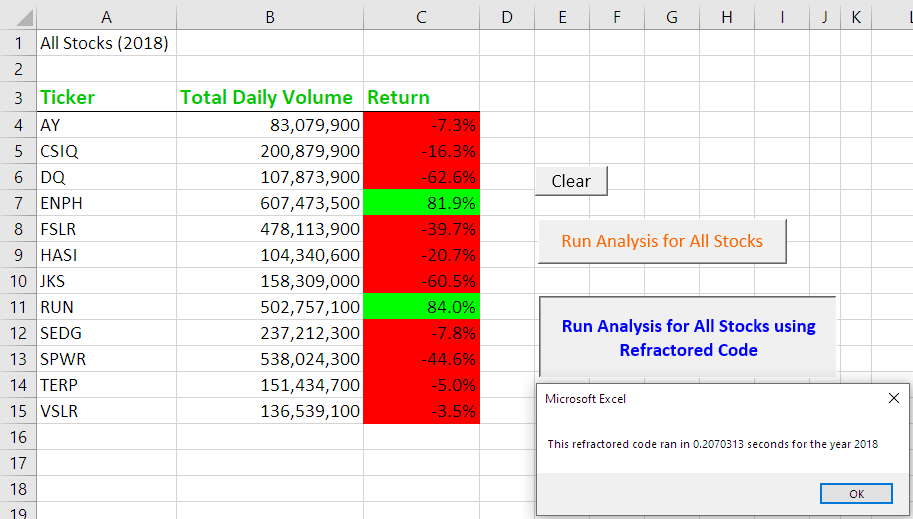 A B C D E F G H I J K L
1 All Stocks (2018)
2
3 Ticker Total Daily Volume Return
4 AY 83,079,900 -7.3%
5 CSIQ 200,879,900 -16.3%
6 DQ 107,873,900 -62.6%
7 ENPH 607,473,500 81.9%
8 FSLR 478,113,900 -39.7%
9 HASI 104,340,600 -20.7%
10 JKS 158,309,000 -60.5%
11 RUN 502,757,100 84.0%
12 SEDG 237,212,300 -7.8%
13 SPWR 538,024,300 -44.6%
14 TERP 151,434,700 -5.0%
15 VSLR 136,539,100 -3.5%
16
17
18
19
Clear
Run Analysis for All Stocks
Run Analysis for All Stocks using
Refractored Code
Microsoft Excel
This refractored code ran in 0.2070313 seconds for the year 2018
OK